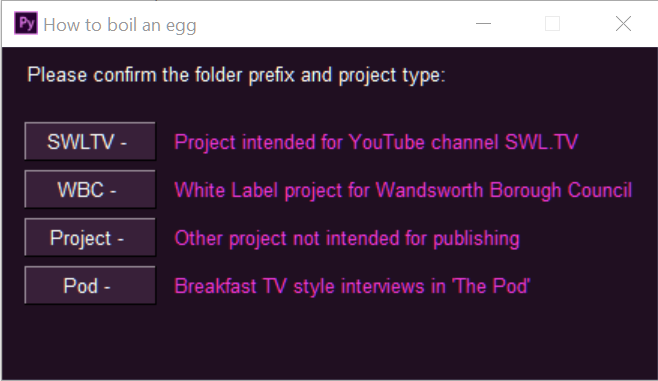 Py How to boil an egg
Please confirm the folder prefix and project type:
SWLTV - Project intended for YouTube channel SWL.TV
WBC - White Label project for Wandsworth Borough Council
Project - Other project not intended for publishing
Pod - Breakfast TV style interviews in 'The Pod'